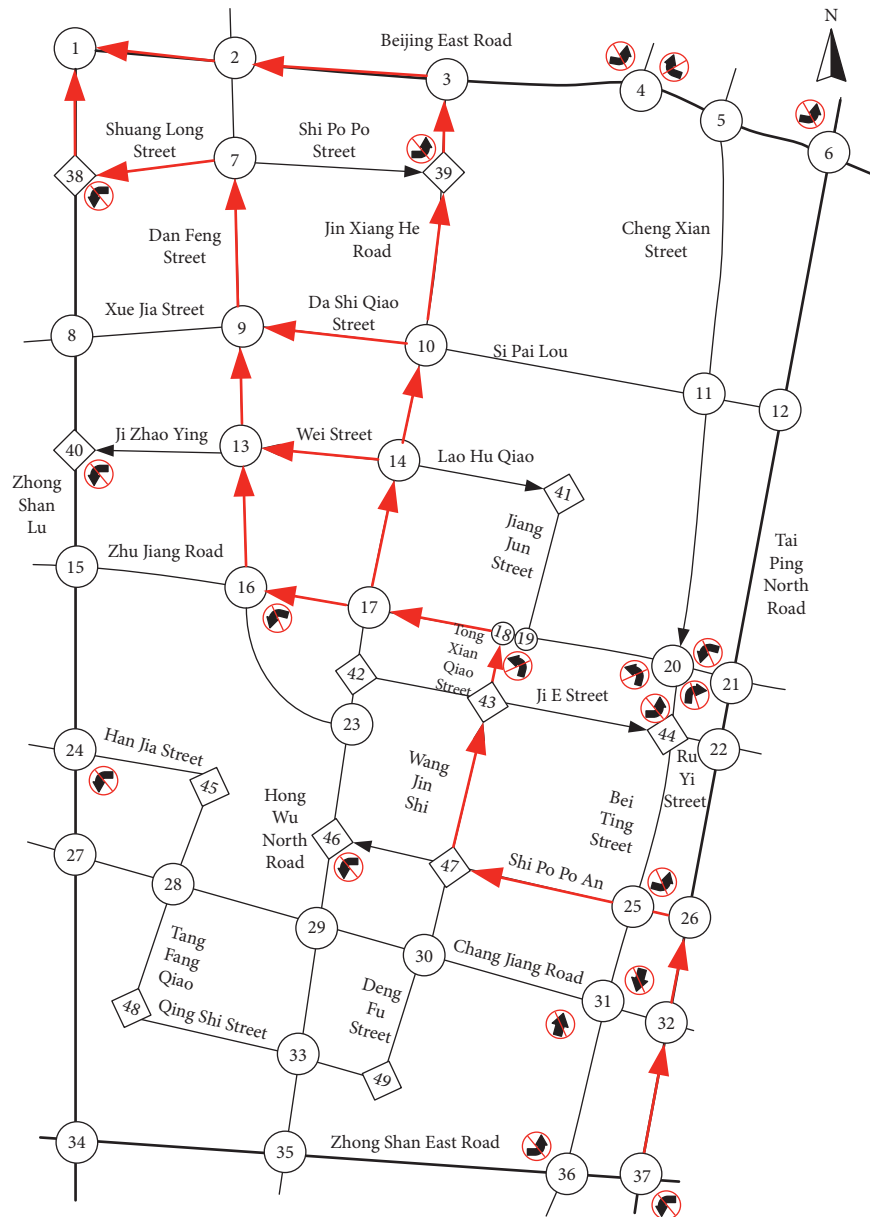 N
Beijing East Road
1
2
3
4
5
6
Shuang Long
Street
Shi Po Po
Street
7
38
39
Dan Feng
Street
Jin Xiang He
Road
Cheng Xian
Street
Xue Jia Street
Da Shi Qiao
Street
8
9
10
Si Pai Lou
11
12
Ji Zhao Ying
Wei Street
40
13
14
Lao Hu Qiao
41
Zhong
Shan
Lu
Jiang
Jun
Street
Tai
Ping
North
Road
15
Zhu Jiang Road
16
17
18
19
20
21
Tong
Xian
Qiao
Street
42
43
Ji E Street
44
22
23
Ru
Yi
Street
24
Han Jia Street
45
Wang
Jin
Shi
Hong
Wu
North
Road
Bei
Ting
Street
46
47
Shi Po Po An
27
28
25
26
29
30
Chang Jiang Road
31
32
Tang
Fang
Qiao
Deng
Fu
Street
48
Qing Shi Street
33
49
34
35
Zhong Shan East Road
36
37